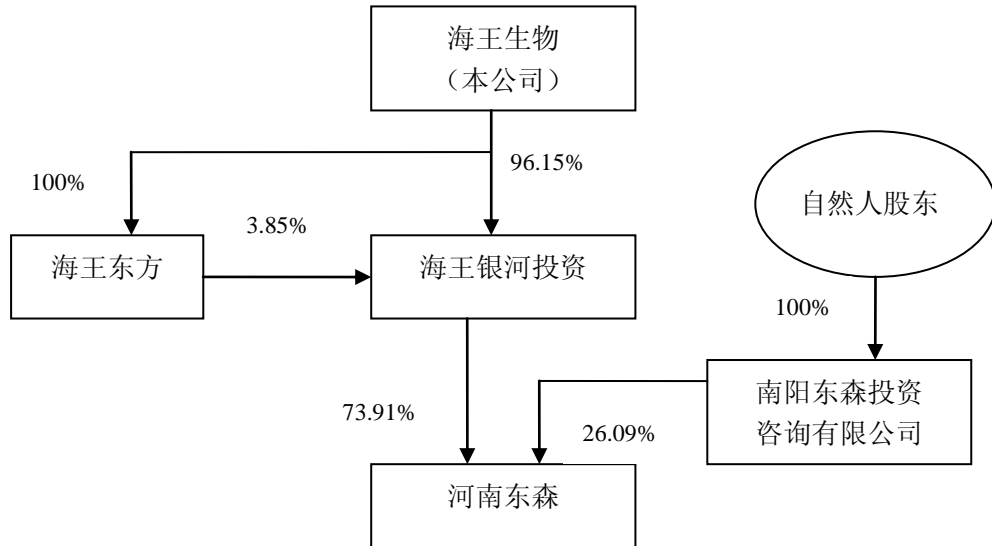 海王生物
（本公司）
96.15%
100%
自然人股东
3.85%
海王东方
海王银河投资
100%
南阳东森投资
咨询有限公司
73.91%
26.09%
河南东森